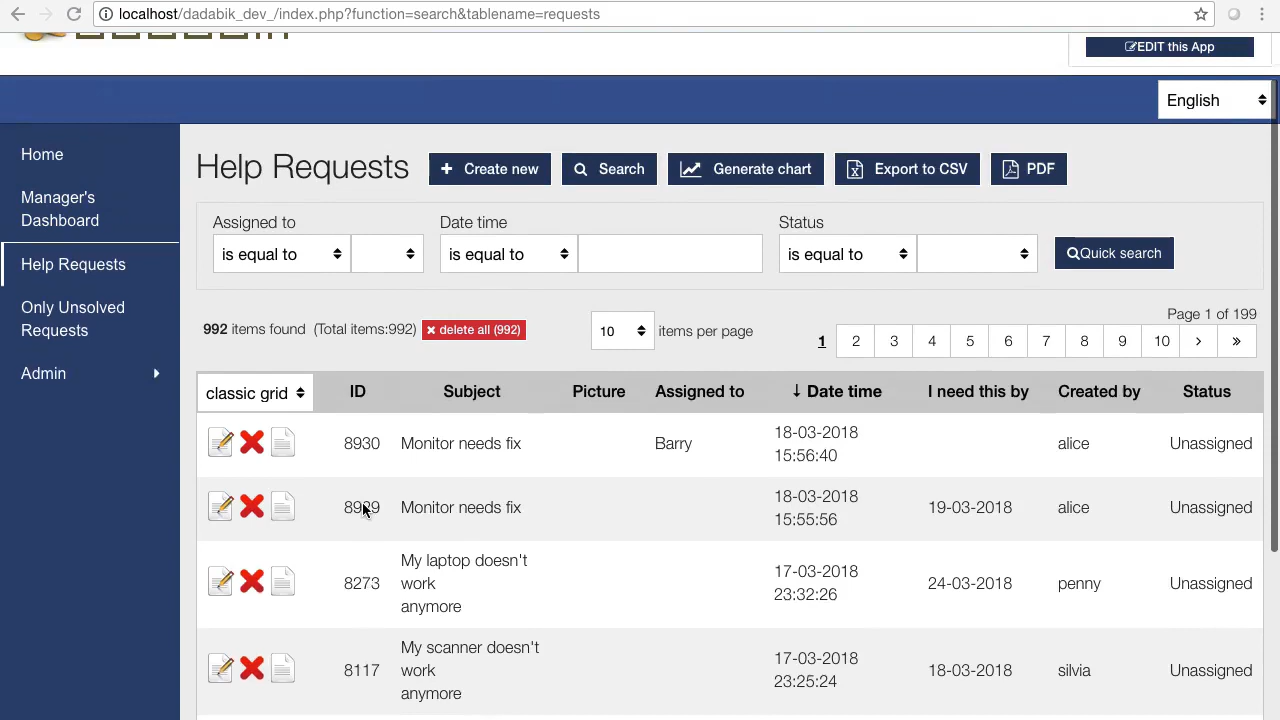 localhost/dadabik_dev_/index.php?function=search&tablename=requests
EDIT this App
English
Home
Manager's
Dashboard
Help Requests
Only Unsolved
Requests
Admin
Help Requests
Create new
Search
Generate chart
Export to CSV
PDF
Assigned to
Date time
Status
is equal to
is equal to
is equal to
Quick search
992 items found (Total items:992)
delete all (992)
10
items per page
Page 1 of 199
1 2 3 4 5 6 7 8 9 10 › »
classic grid
ID
Subject
Picture
Assigned to
↓ Date time
I need this by
Created by
Status
8930
Monitor needs fix
Barry
18-03-2018
15:56:40
alice
Unassigned
Monitor needs fix
18-03-2018
15:55:56
19-03-2018
alice
Unassigned
8273
My laptop doesn't
work
anymore
17-03-2018
23:32:26
24-03-2018
penny
Unassigned
8117
My scanner doesn't
work
anymore
17-03-2018
23:25:24
18-03-2018
silvia
Unassigned